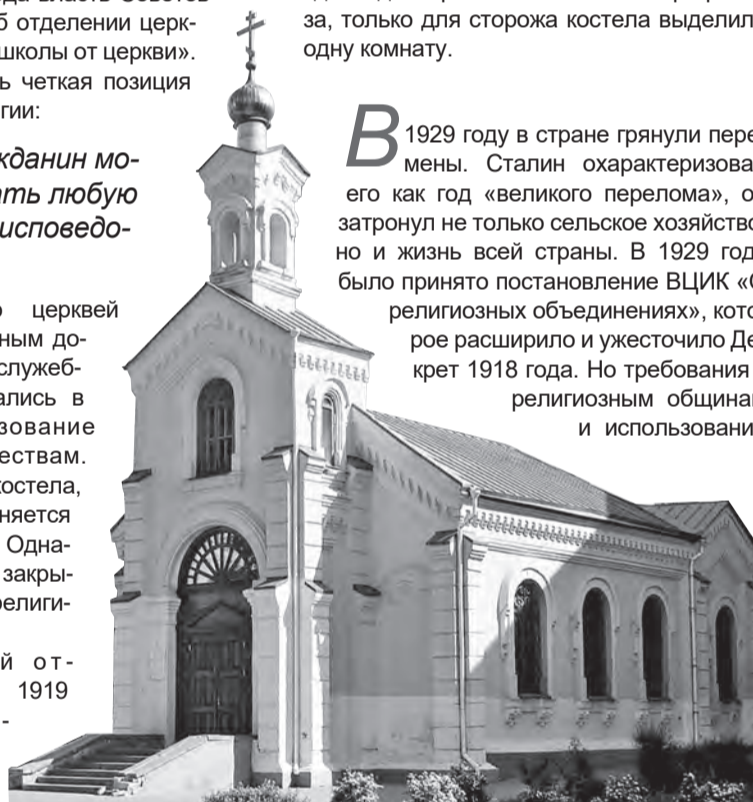 власть Советов
б отделении церк-
школы от церкви».
ь четкая позиция
гии:
жданин мо-
ать любую
исповедо-
церквей
ным до-
служеб-
ались в
зование
ествам.
костела,
няется
Одна-
закры-
религи-
й от-
1919
-
за, только для сторожа костела выделил
одну комнату.
В 1929 году в стране грянули пере
мены. Сталин охарактеризова
его как год «великого перелома», о
затронул не только сельское хозяйство
но и жизнь всей страны. В 1929 год
было принято постановление ВЦИК «О
религиозных объединениях», кото
рое расширило и ужесточило Де
крет 1918 года. Но требования
религиозным община
и использовани